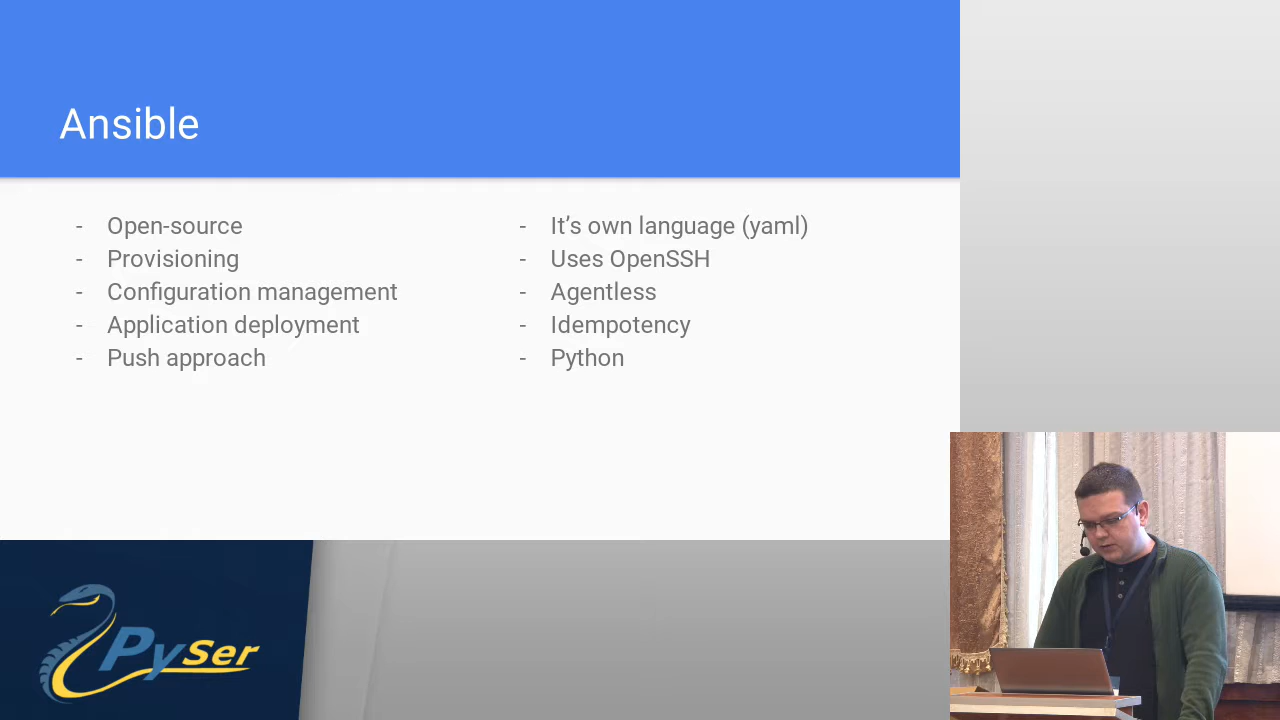 Ansible
- Open-source
- Provisioning
- Configuration management
- Application deployment
- Push approach
- It’s own language (yaml)
- Uses OpenSSH
- Agentless
- Idempotency
- Python
PySer